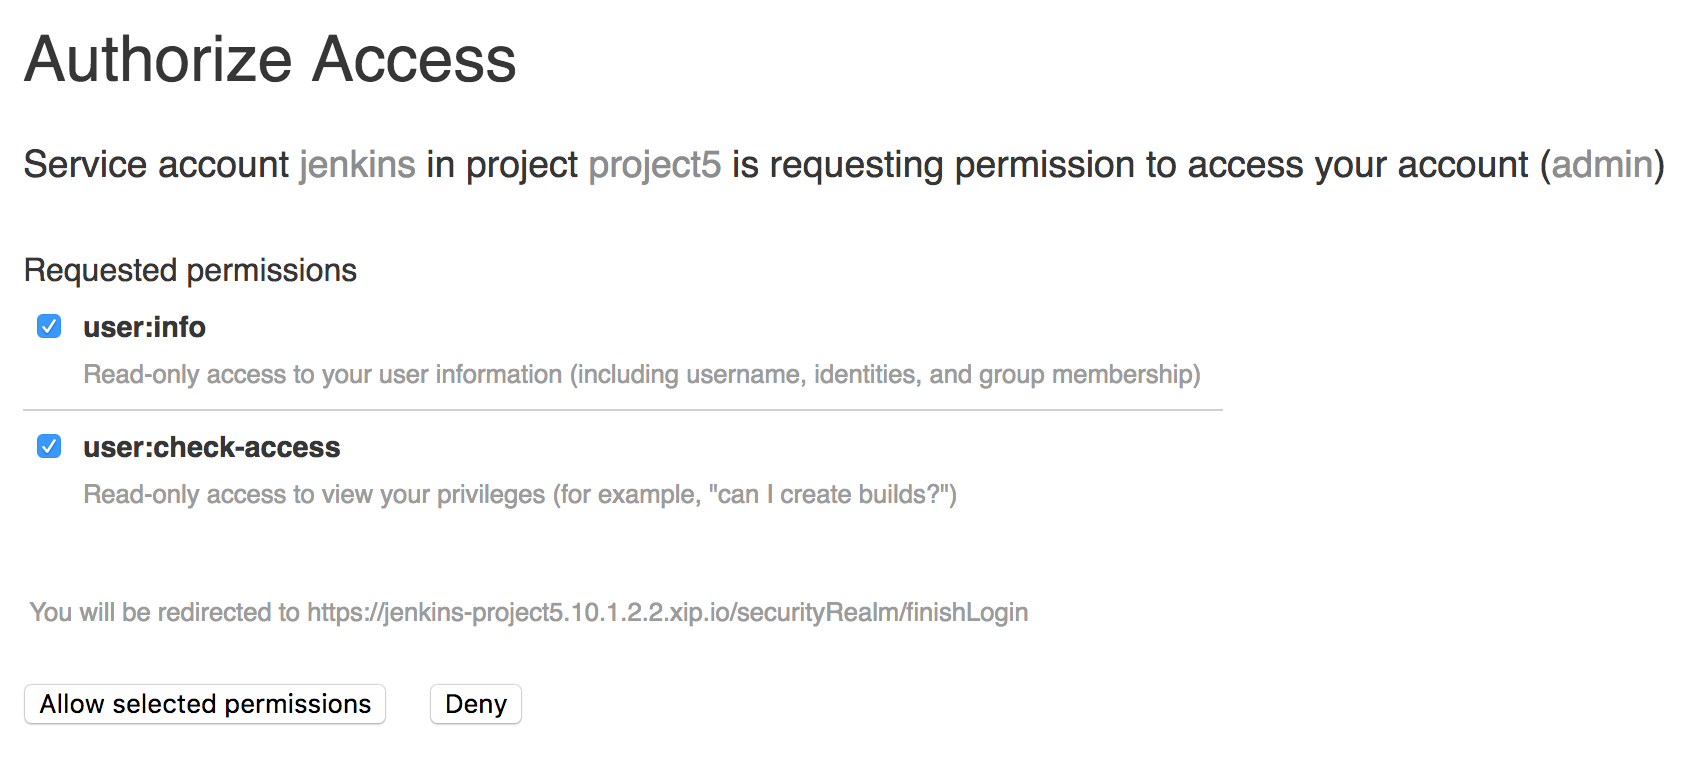 Authorize Access
Service account jenkins in project project5 is requesting permission to access your account (admin)
Requested permissions
user:info
Read-only access to your user information (including username, identities, and group membership)
user:check-access
Read-only access to view your privileges (for example, "can I create builds?")
You will be redirected to https://jenkins-project5.10.1.2.2.xip.io/securityRealm/finishLogin
Allow selected permissions Deny